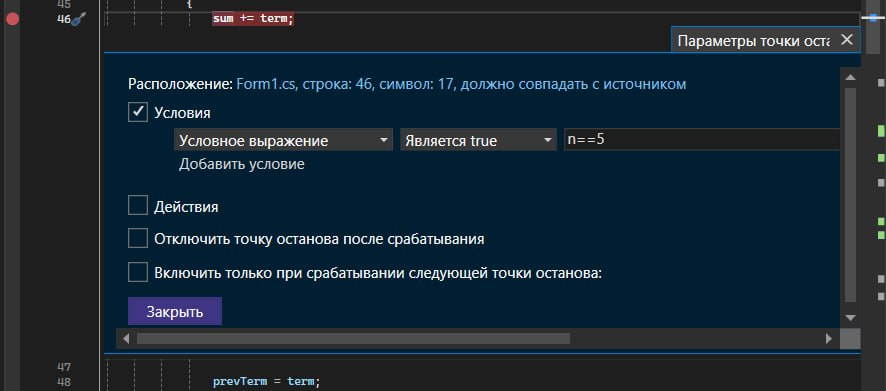 45 {
46 sum += term;
Параметры точки оста
Расположение: Form1.cs, строка: 46, символ: 17, должно совпадать с источником
Условия
Условное выражение Является true n==5
Добавить условие
Действия
Отключить точку останова после срабатывания
Включить только при срабатывании следующей точки останова:
Закрыть
47
48 prevTerm = term;